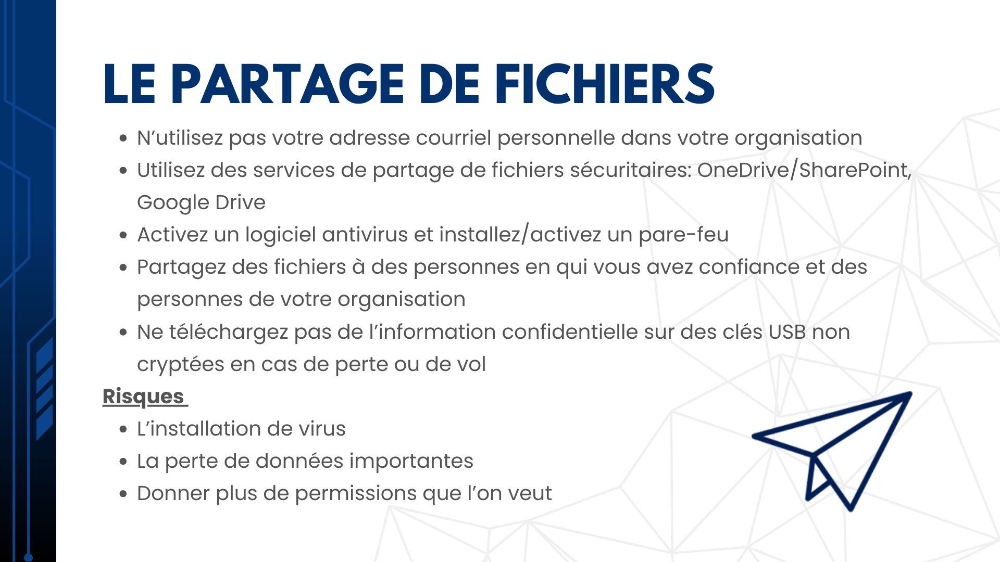 LE PARTAGE DE FICHIERS
• N’utilisez pas votre adresse courriel personnelle dans votre organisation
• Utilisez des services de partage de fichiers sécuritaires: OneDrive/SharePoint,
Google Drive
• Activez un logiciel antivirus et installez/activez un pare-feu
• Partagez des fichiers à des personnes en qui vous avez confiance et des
personnes de votre organisation
• Ne téléchargez pas de l’information confidentielle sur des clés USB non
cryptées en cas de perte ou de vol
Risques
• L’installation de virus
• La perte de données importantes
• Donner plus de permissions que l’on veut